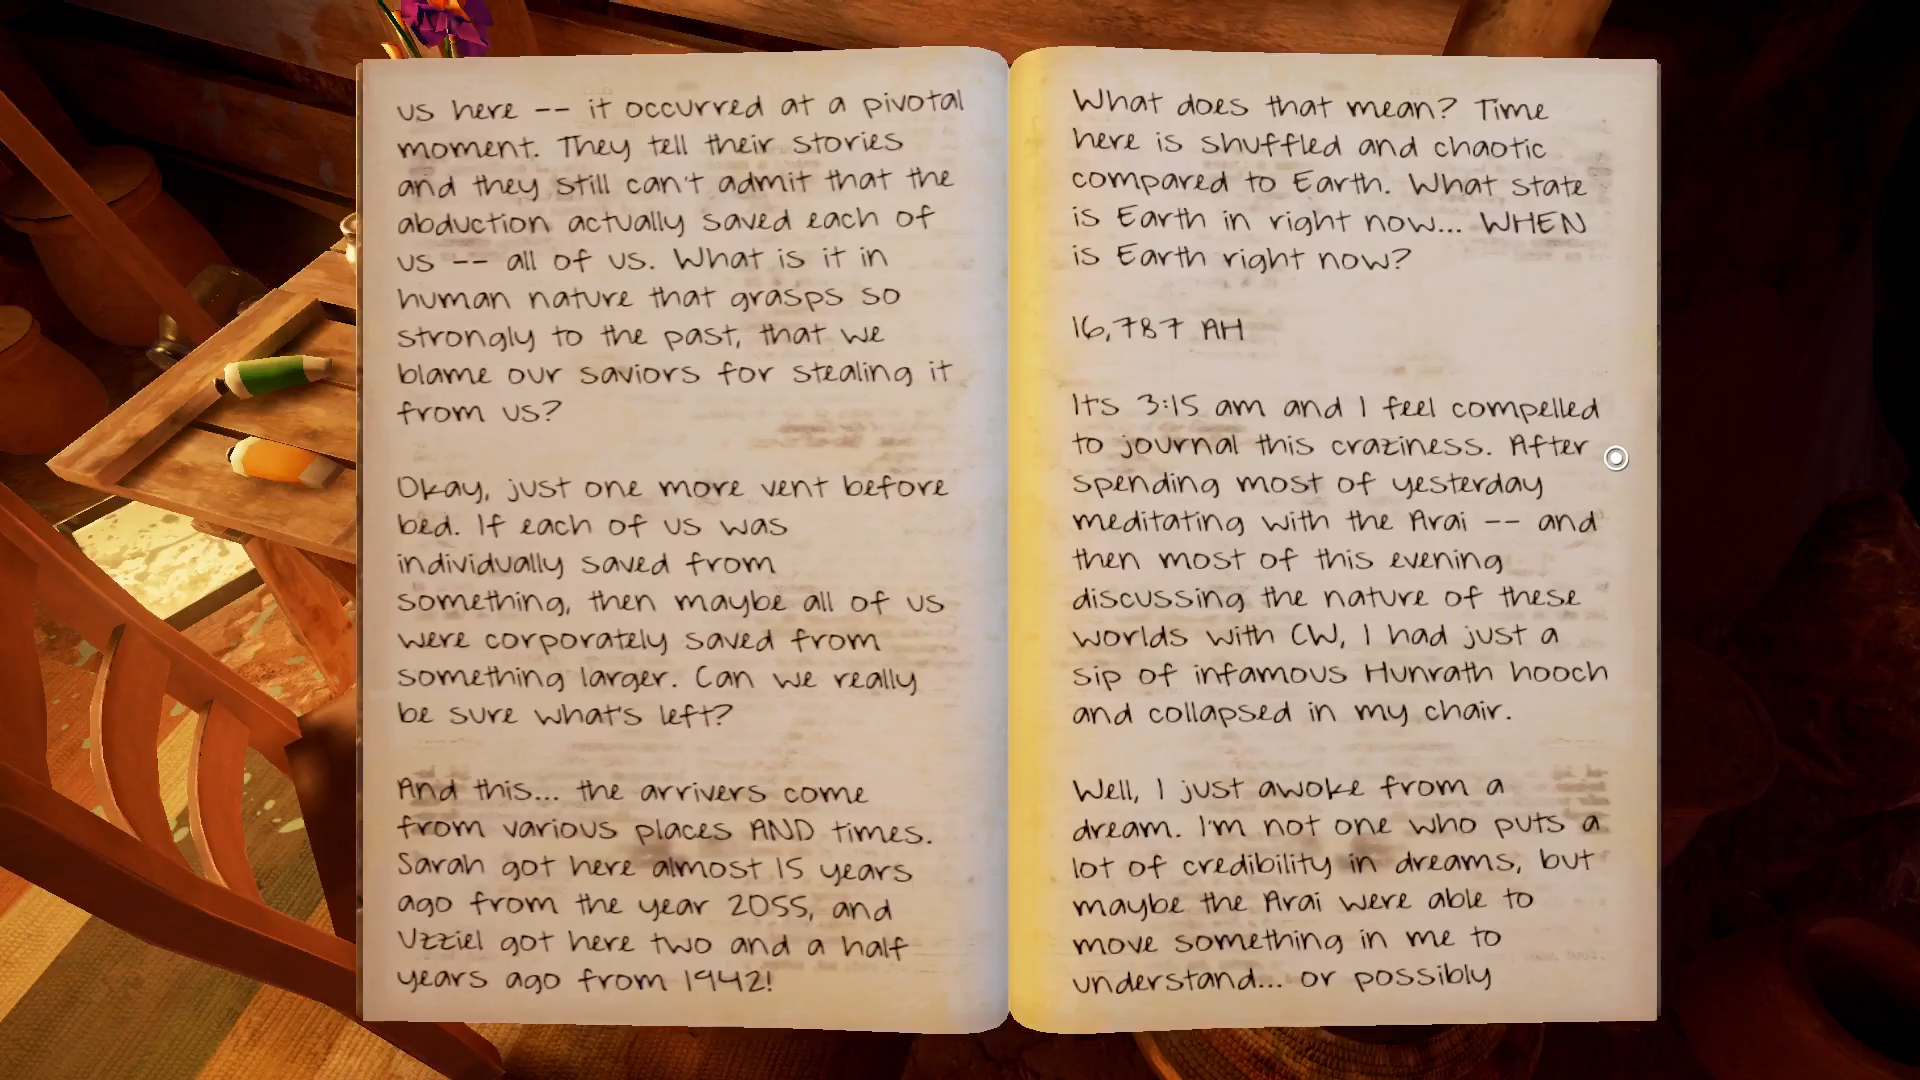 us here -- it occurred at a pivotal
moment. They tell their stories
and they still can't admit that the
abduction actually saved each of
us -- all of us. What is it in
human nature that grasps so
strongly to the past, that we
blame our saviors for stealing it
from us?
Okay, just one more vent before
bed. If each of us was
individually saved from
something, then maybe all of us
were corporately saved from
something larger. Can we really
be sure what's left?
And this... the arrivers come
from various places AND times.
Sarah got here almost 15 years
ago from the year 2055, and
Uzziel got here two and a half
years ago from 1942!
What does that mean? Time
here is shuffled and chaotic
compared to Earth. What state
is Earth in right now... WHEN
is Earth right now?
16,787 AH
It's 3:15 am and I feel compelled
to journal this craziness. After
spending most of yesterday
meditating with the Arai -- and
then most of this evening
discussing the nature of these
worlds with CW, I had just a
sip of infamous Hunrath hooch
and collapsed in my chair.
Well, I just awoke from a
dream. I'm not one who puts a
lot of credibility in dreams, but
maybe the Arai were able to
move something in me to
understand... or possibly